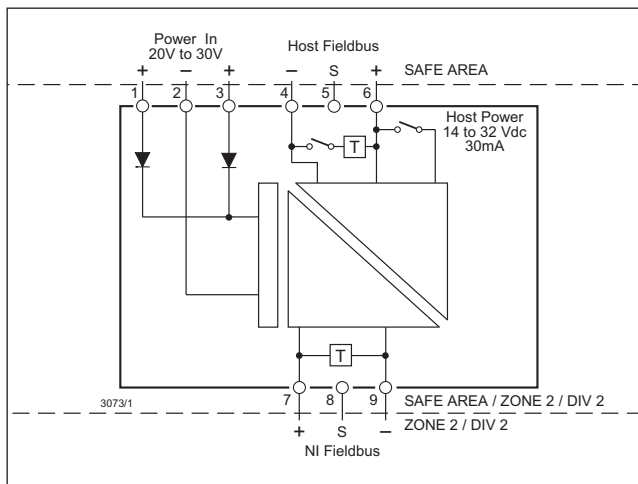 Power In
20V to 30V
Host Fieldbus
+ − + − S + SAFE AREA
1 2 3 4 5 6
Host Power
14 to 32 Vdc
30mA
T
T
3073/1
7 8 9 SAFE AREA / ZONE 2 / DIV 2
+ S − ZONE 2 / DIV 2
NI Fieldbus